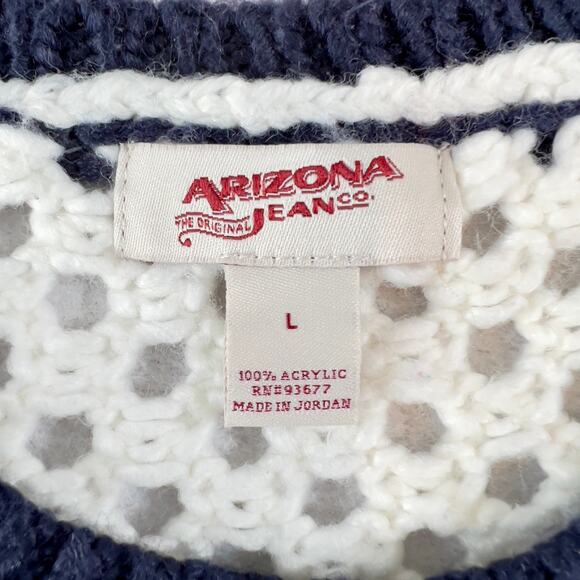 ARIZONA
THE ORIGINAL JEAN CO.
L
100% ACRYLIC
RN#93677
MADE IN JORDAN